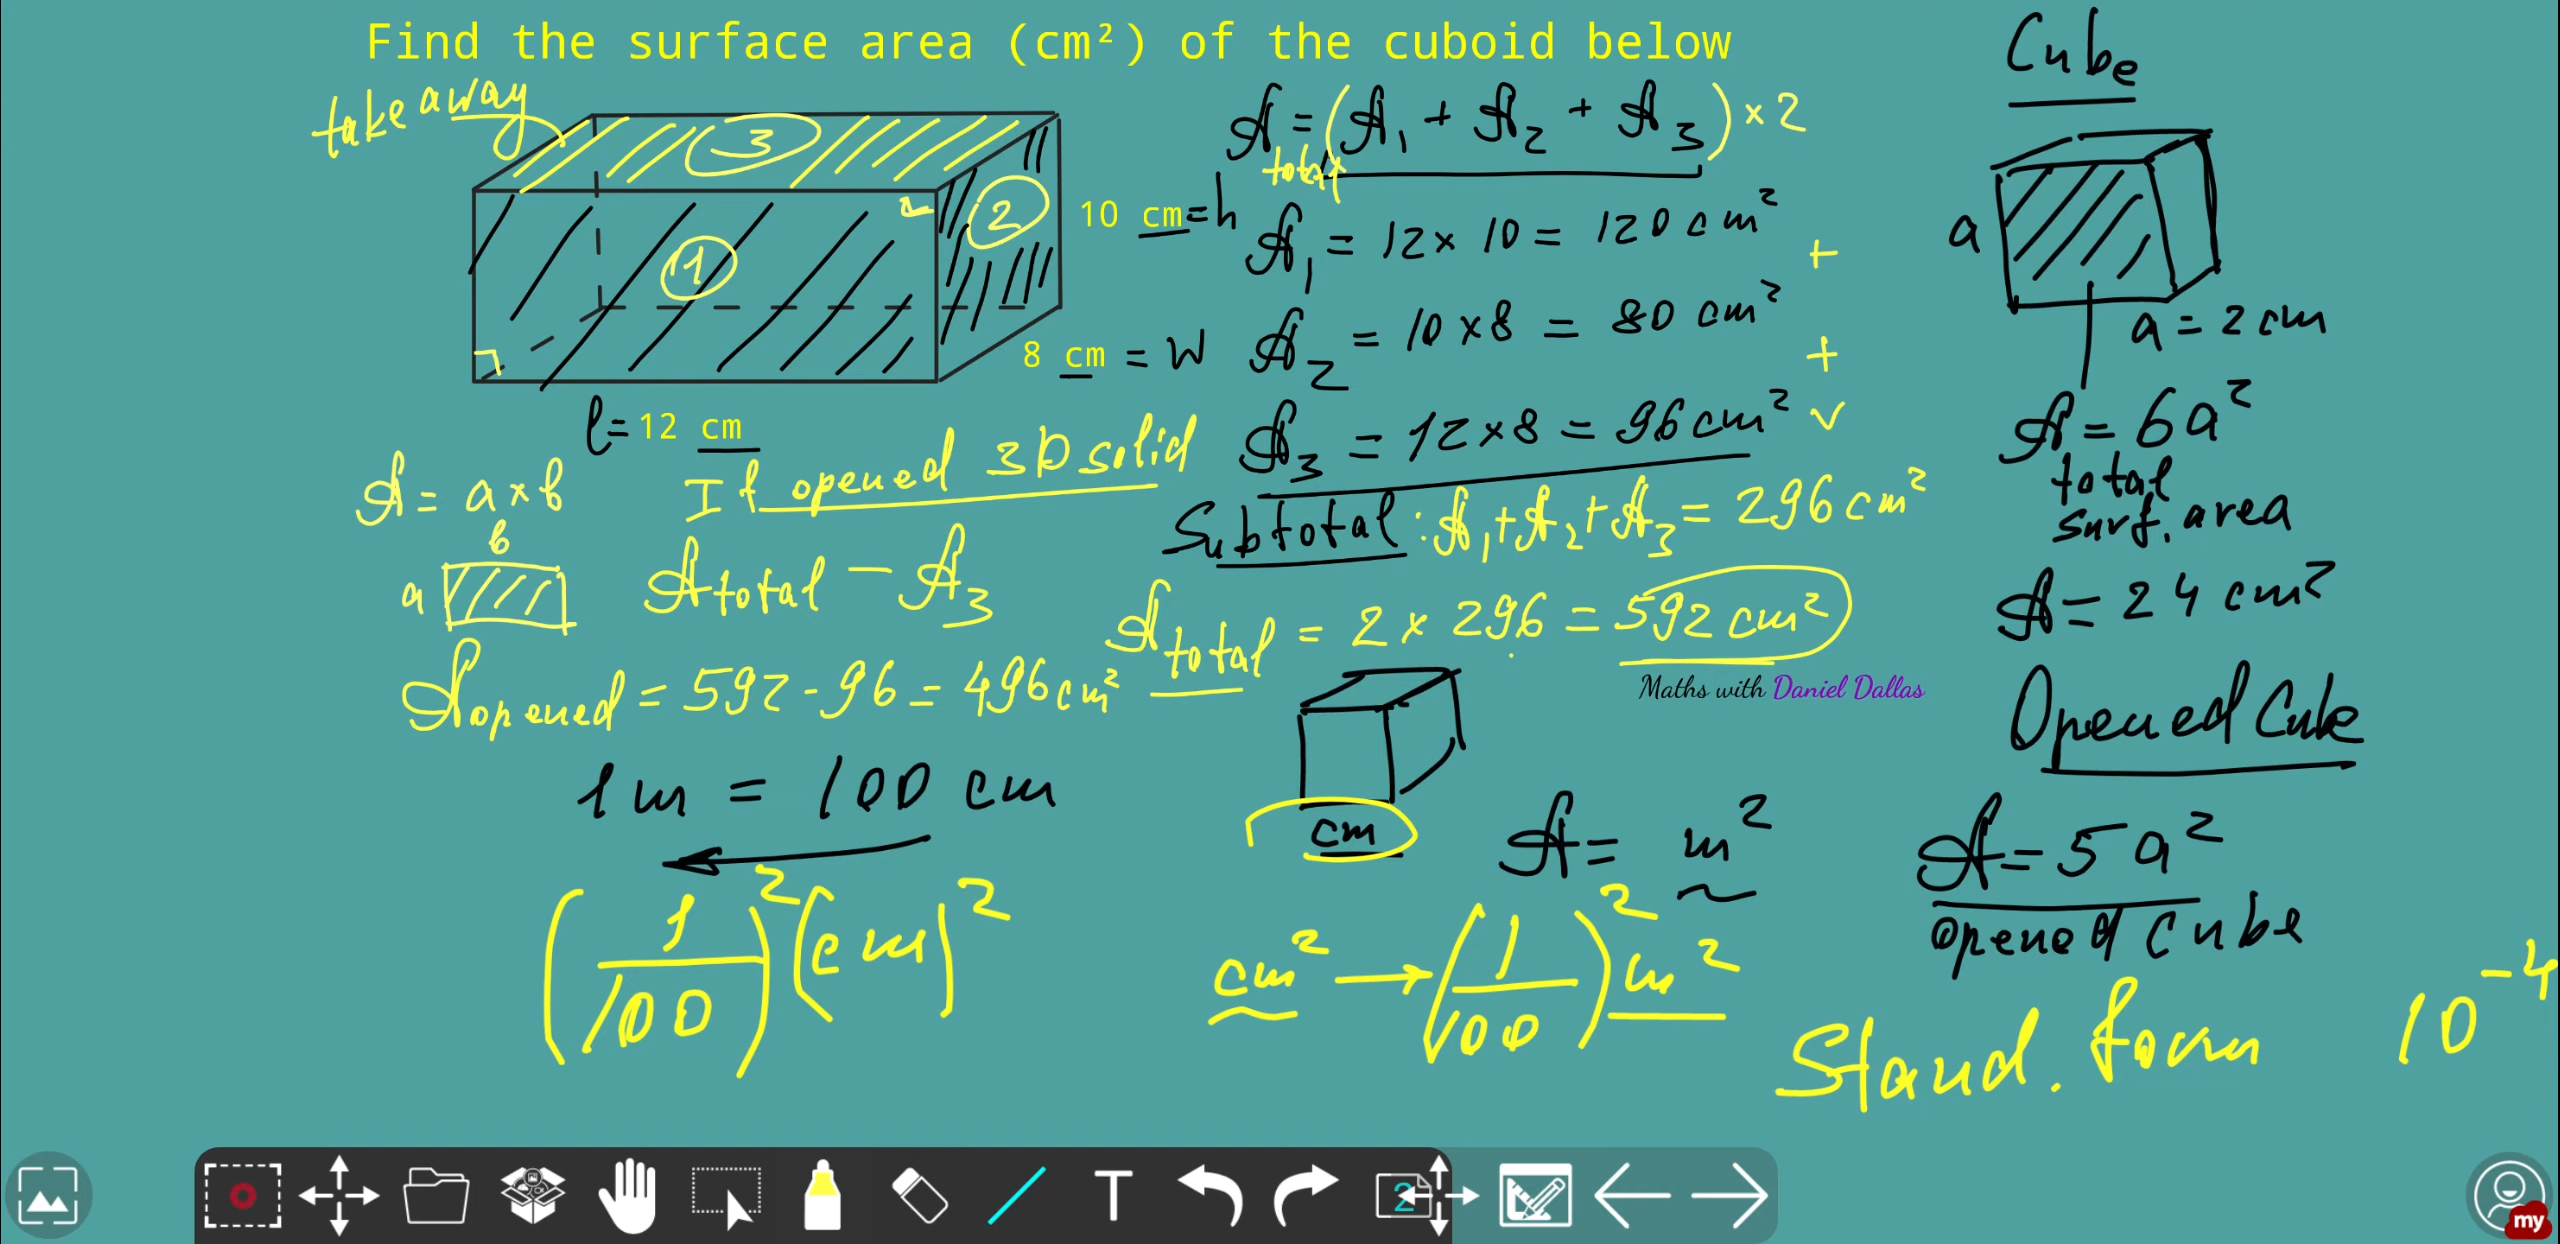 Find the surface area (cm²) of the cuboid below
take away
3
1
2
10 cm = h
8 cm = W
l = 12 cm
A total = (A₁ + A₂ + A₃) × 2
A₁ = 12 × 10 = 120 cm² +
A₂ = 10 × 8 = 80 cm² +
A₃ = 12 × 8 = 96 cm² ✓
Subtotal : A₁ + A₂ + A₃ = 296 cm²
A total = 2 × 296 = 592 cm²
Maths with Daniel Dallas
A = a × b
b
a
If opened 3D solid
A total − A₃
A opened = 592 - 96 = 496 cm²
1 m = 100 cm
(1/100)² (cm)²
cm
A = m²
cm² → (1/100)² m²
Cube
a
a = 2 cm
A = 6a²
total
surf. area
A = 24 cm²
Opened Cube
A = 5a²
opened cube
Stand. form 10⁻⁴
T
2
my